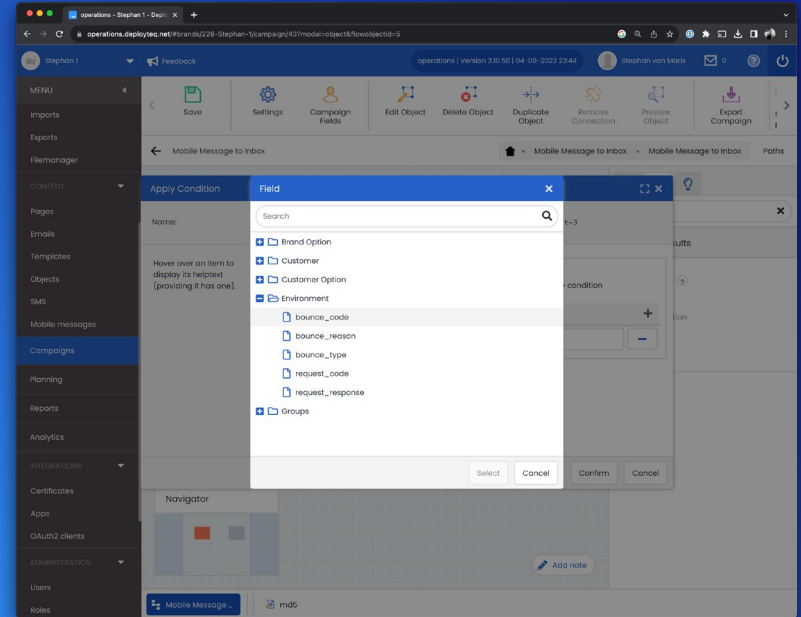 operations - Stephan 1 - Deplo
operations.deployteq.net/#brands/228-Stephan-1/campaign/43?modal=object&flowobjectid=5
Stephan 1
Feedback
operations | Version 3.10.50 | 04-09-2023 23:44
Stephan van Maris
0
MENU
Imports
Exports
Filemanager
CONTENT
Pages
Emails
Templates
Objects
SMS
Mobile messages
Campaigns
Planning
Reports
Analytics
INTEGRATIONS
Certificates
Apps
OAuth2 clients
ADMINISTRATION
Users
Roles
Save
Settings
Campaign Fields
Edit Object
Delete Object
Duplicate Object
Remove Connection
Preview Object
Export Campaign
Mobile Message to Inbox
Mobile Message to Inbox
Mobile Message to Inbox
Paths
Apply Condition
Name:
Hover over an item to
display its helptext
(providing it has one).
Field
Search
Brand Option
Customer
Customer Option
Environment
bounce_code
bounce_reason
bounce_type
request_code
request_response
Groups
Select
Cancel
condition
Confirm
Cancel
Navigator
Add note
Mobile Message ...
md5